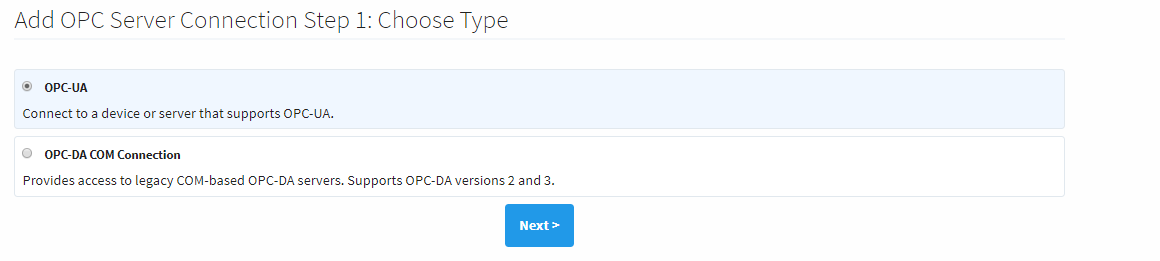 Add OPC Server Connection Step 1: Choose Type
OPC-UA
Connect to a device or server that supports OPC-UA.
OPC-DA COM Connection
Provides access to legacy COM-based OPC-DA servers. Supports OPC-DA versions 2 and 3.
Next >